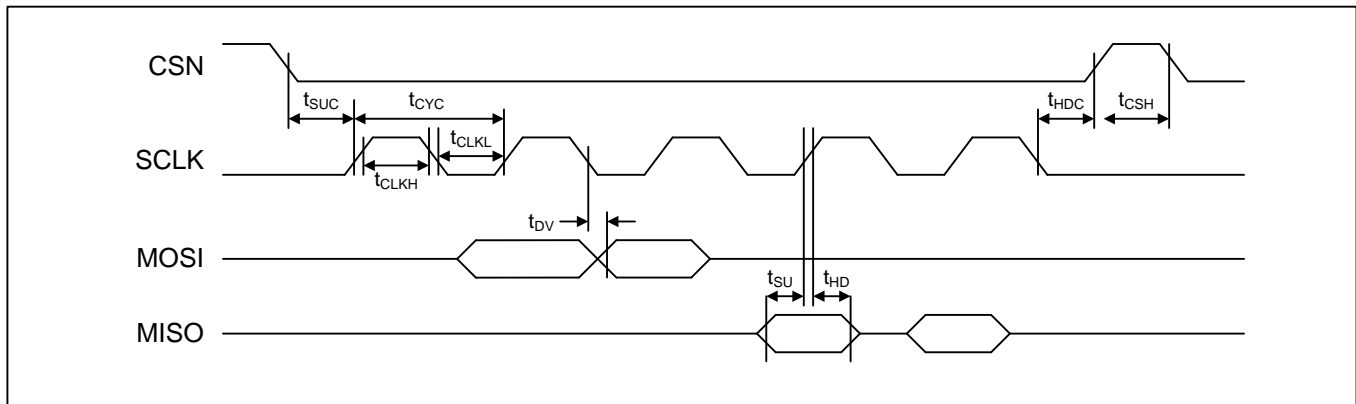 CSN
tSUC
tCYC
tHDC
tCSH
SCLK
tCLKL
tCLKH
tDV
MOSI
tSU
tHD
MISO